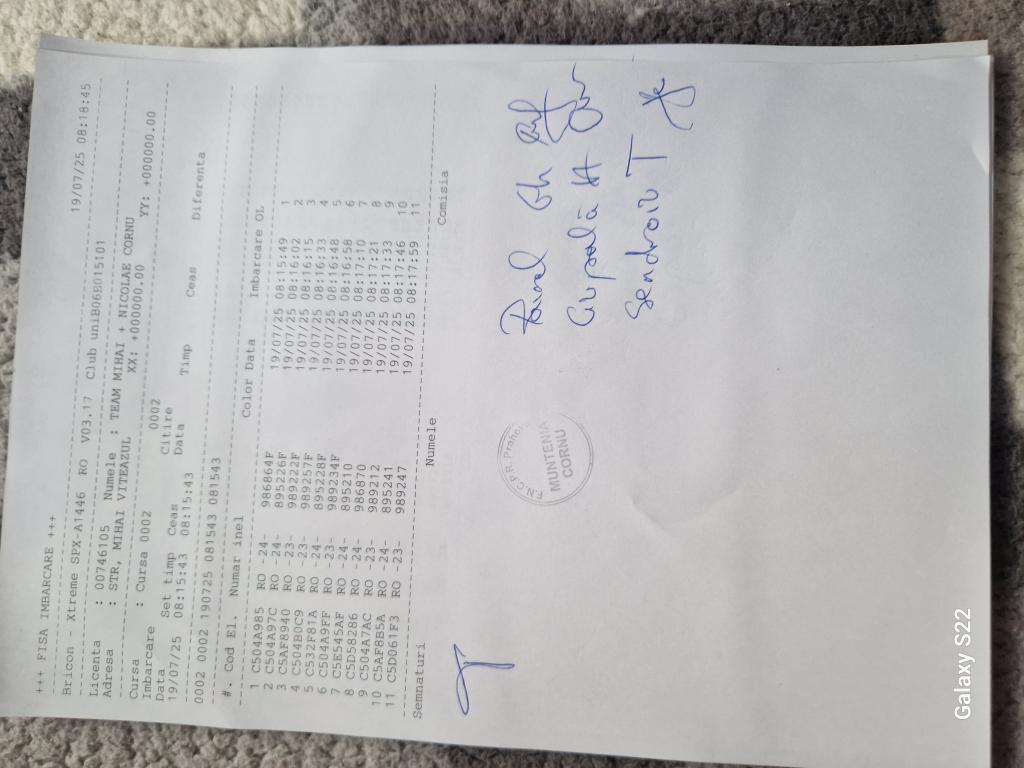 +++ FISA IMBARCARE +++
Bricon - Xtreme SPX-A1446 RO V03.17 Club uniB06E015101 19/07/25 08:18:45
Licenta : 00746105 Numele : TEAM MIHAI + NICOLAE CORNU
Adresa : STR, MIHAI VITEAZUL XX: +000000.00 YY: +000000.00
Cursa : Cursa 0002 0002
Imbarcare Citire
Data Set timp Ceas Data Timp Ceas Diferenta
19/07/25 08:15:43 08:15:43
0002 0002 190725 081543 081543
#. Cod El. Numar inel Color Data Imbarcare OL
1 C504A985 RO -24- 986864F 19/07/25 08:15:49 1
2 C504A97C RO -24- 895226F 19/07/25 08:16:02 2
3 C5AF8940 RO -23- 989222F 19/07/25 08:16:15 3
4 C504E0C9 RO -23- 989257F 19/07/25 08:16:33 4
5 C532F81A RO -24- 895228F 19/07/25 08:16:48 5
6 C504A9FF RO -23- 989234F 19/07/25 08:16:58 6
7 C5E545AF RO -24- 895210 19/07/25 08:17:10 7
8 C5D58286 RO -24- 986870 19/07/25 08:17:21 8
9 C504A7AC RO -23- 989212 19/07/25 08:17:33 9
10 C5AF8B5A RO -24- 895241 19/07/25 08:17:46 10
11 C5D061F3 RO -23- 989247 19/07/25 08:17:59 11
Semnaturi Numele Comisia
F.N.C.P.R. Prahova
MUNTENIA
CORNU
Gh
H
T
Galaxy S22